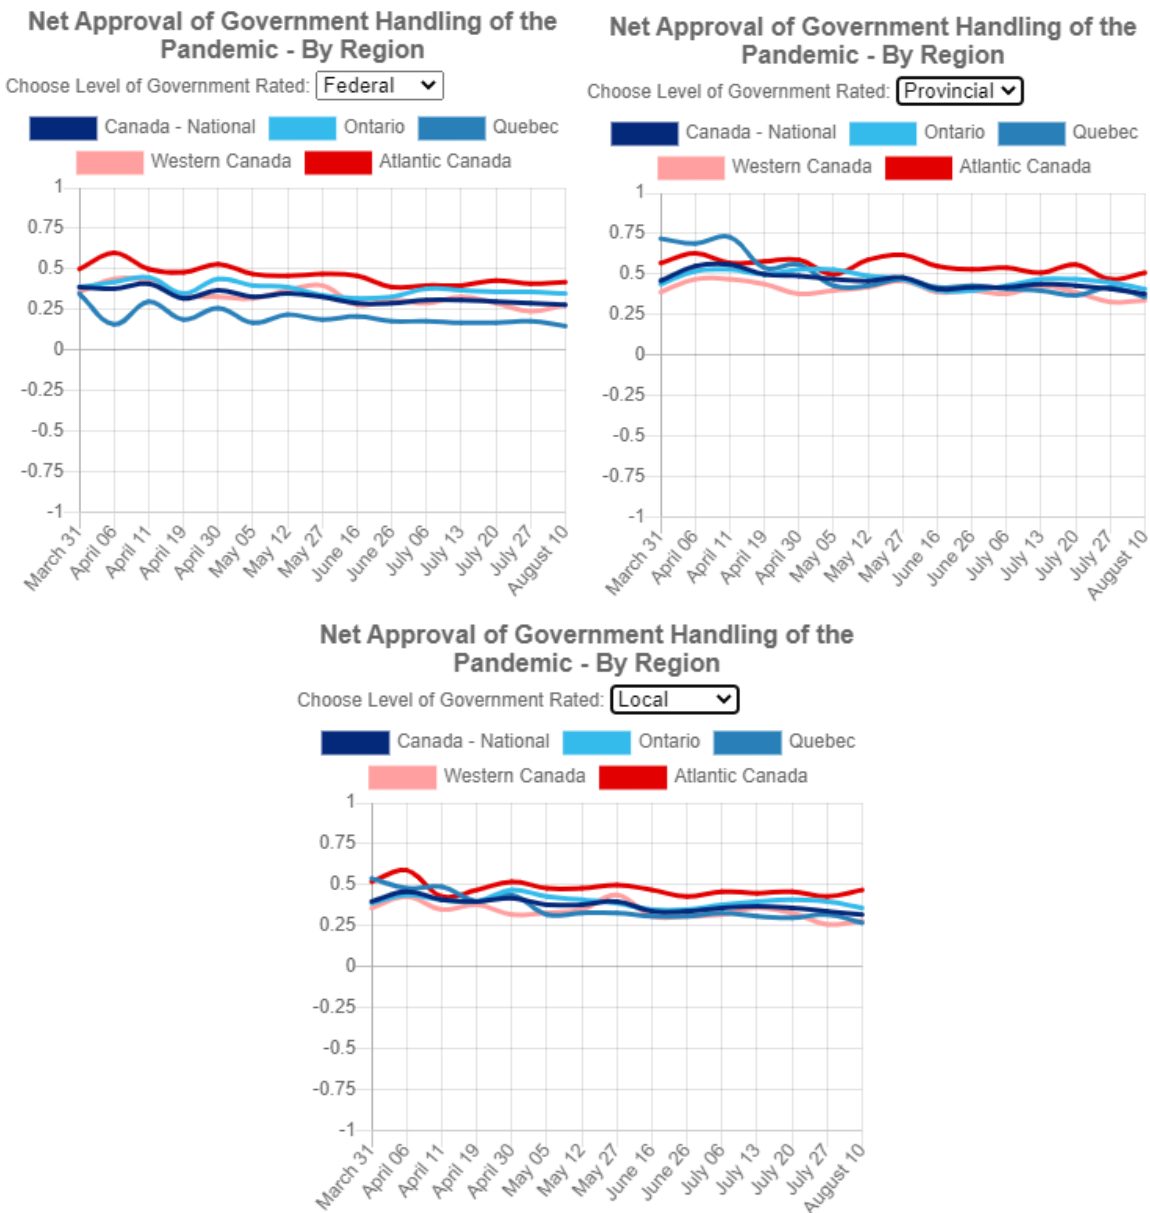 Net Approval of Government Handling of the
Pandemic - By Region
Choose Level of Government Rated: Federal
Canada - National Ontario Quebec
Western Canada Atlantic Canada
1
0.75
0.5
0.25
0
-0.25
-0.5
-0.75
-1
March 31 April 06 April 11 April 19 April 30 May 05 May 12 May 27 June 16 June 26 July 06 July 13 July 20 July 27 August 10
Net Approval of Government Handling of the
Pandemic - By Region
Choose Level of Government Rated: Provincial
Canada - National Ontario Quebec
Western Canada Atlantic Canada
1
0.75
0.5
0.25
0
-0.25
-0.5
-0.75
-1
March 31 April 06 April 11 April 19 April 30 May 05 May 12 May 27 June 16 June 26 July 06 July 13 July 20 July 27 August 10
Net Approval of Government Handling of the
Pandemic - By Region
Choose Level of Government Rated: Local
Canada - National Ontario Quebec
Western Canada Atlantic Canada
1
0.75
0.5
0.25
0
-0.25
-0.5
-0.75
-1
March 31 April 06 April 11 April 19 April 30 May 05 May 12 May 27 June 16 June 26 July 06 July 13 July 20 July 27 August 10